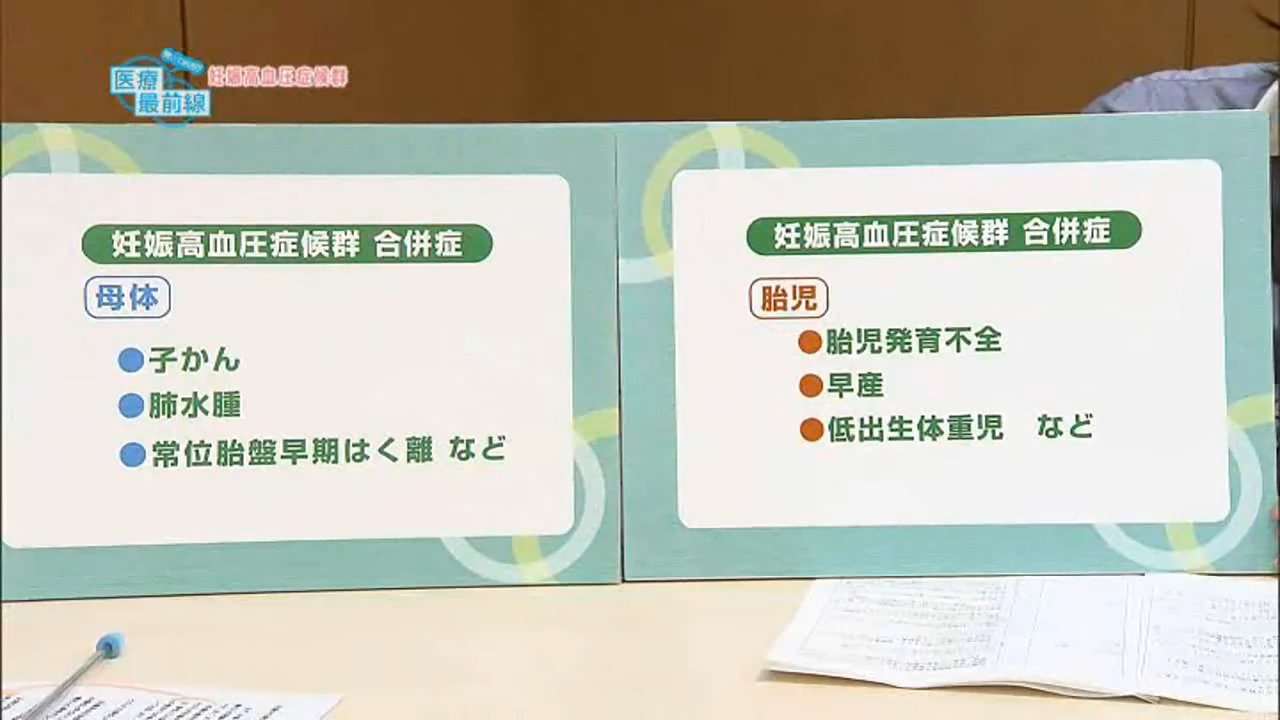 医療
最前線
妊娠高血圧症候群
妊娠高血圧症候群 合併症
母体
●子かん
●肺水腫
●常位胎盤早期はく離 など
妊娠高血圧症候群 合併症
胎児
●胎児発育不全
●早産
●低出生体重児 など